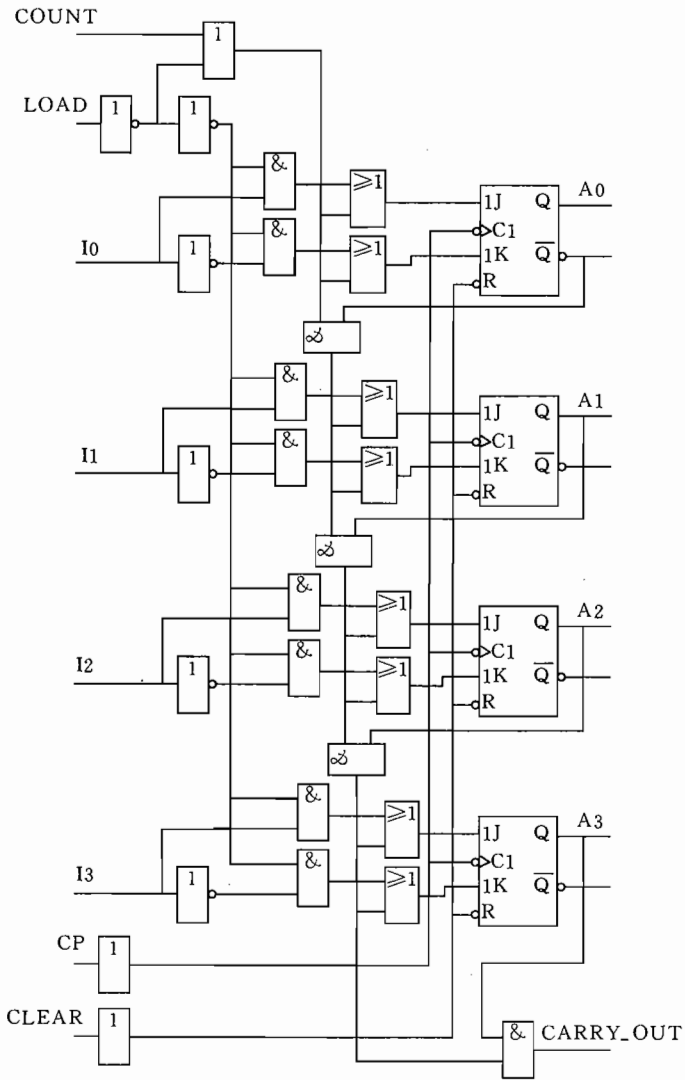 COUNT
1
LOAD 1 1
& ≥1 A0
1J Q
& C1
I0 1 ≥1 1K Q̅
R
&
& ≥1 A1
1J Q
& C1
I1 1 ≥1 1K Q̅
R
&
& ≥1 A2
1J Q
& C1
I2 1 ≥1 1K Q̅
R
&
& ≥1 A3
1J Q
& C1
I3 1 ≥1 1K Q̅
R
CP 1
CLEAR 1 & CARRY_OUT